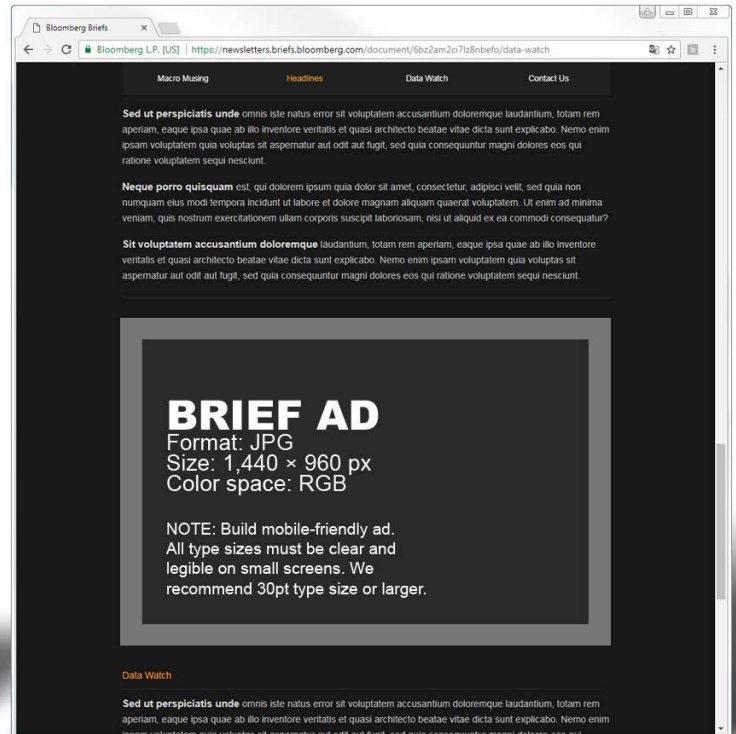 Bloomberg Briefs
Bloomberg L.P. [US] | https://newsletters.briefs.bloomberg.com/document/6bz2am2ci7lz8nbefo/data-watch
Macro Musing Headlines Data Watch Contact Us
Sed ut perspiciatis unde omnis iste natus error sit voluptatem accusantium doloremque laudantium, totam rem
aperiam, eaque ipsa quae ab illo inventore veritatis et quasi architecto beatae vitae dicta sunt explicabo. Nemo enim
ipsam voluptatem quia voluptas sit aspernatur aut odit aut fugit, sed quia consequuntur magni dolores eos qui
ratione voluptatem sequi nesciunt.
Neque porro quisquam est, qui dolorem ipsum quia dolor sit amet, consectetur, adipisci velit, sed quia non
numquam eius modi tempora incidunt ut labore et dolore magnam aliquam quaerat voluptatem. Ut enim ad minima
veniam, quis nostrum exercitationem ullam corporis suscipit laboriosam, nisi ut aliquid ex ea commodi consequatur?
Sit voluptatem accusantium doloremque laudantium, totam rem aperiam, eaque ipsa quae ab illo inventore
veritatis et quasi architecto beatae vitae dicta sunt explicabo. Nemo enim ipsam voluptatem quia voluptas sit
aspernatur aut odit aut fugit, sed quia consequuntur magni dolores eos qui ratione voluptatem sequi nesciunt.
BRIEF AD
Format: JPG
Size: 1,440 × 960 px
Color space: RGB
NOTE: Build mobile-friendly ad.
All type sizes must be clear and
legible on small screens. We
recommend 30pt type size or larger.
Data Watch
Sed ut perspiciatis unde omnis iste natus error sit voluptatem accusantium doloremque laudantium, totam rem
aperiam, eaque ipsa quae ab illo inventore veritatis et quasi architecto beatae vitae dicta sunt explicabo. Nemo enim